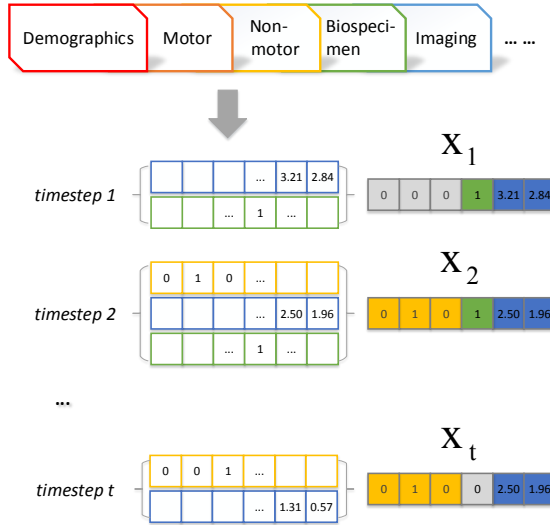 Demographics Motor Non- Biospeci- Imaging ... ...
motor men
X1
timestep 1 ... 3.21 2.84 0 0 0 1 3.21 2.84
... 1 ...
X2
0 1 0 ...
timestep 2 ... 2.50 1.96 0 1 0 1 2.50 1.96
... 1 ...
...
Xt
0 0 1 ...
timestep t ... 1.31 0.57 0 1 0 0 2.50 1.96